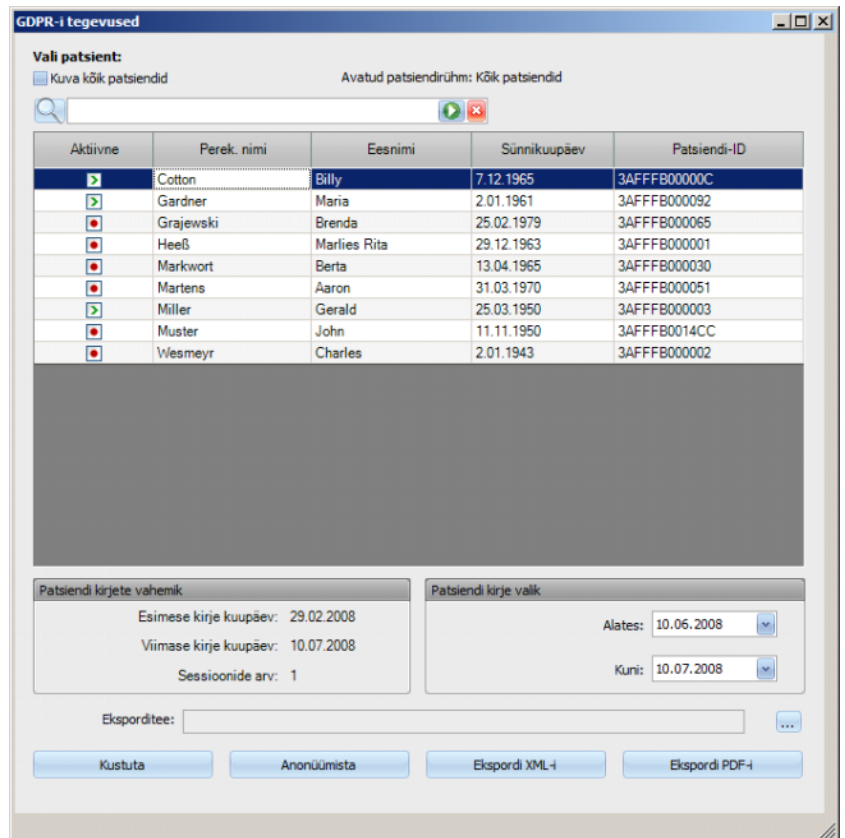 GDPR-i tegevused
Vali patsient:
Kuva kõik patsiendid Avatud patsiendirühm: Kõik patsiendid
Aktiivne Perek. nimi Eesnimi Sünnikuupäev Patsiendi-ID
Cotton Billy 7.12.1965 3AFFFB00000C
Gardner Maria 2.01.1961 3AFFFB000092
Grajewski Brenda 25.02.1979 3AFFFB000065
Heeß Marlies Rita 29.12.1963 3AFFFB000001
Markwort Berta 13.04.1965 3AFFFB000030
Martens Aaron 31.03.1970 3AFFFB000051
Miller Gerald 25.03.1950 3AFFFB000003
Muster John 11.11.1950 3AFFFB0014CC
Wesmeyr Charles 2.01.1943 3AFFFB000002
Patsiendi kirjete vahemik Patsiendi kirje valik
Esimese kirje kuupäev: 29.02.2008
Alates: 10.06.2008
Viimase kirje kuupäev: 10.07.2008
Kuni: 10.07.2008
Sessioonide arv: 1
Eksporditee: ...
Kustuta Anonüümista Ekspordi XML-i Ekspordi PDF-i